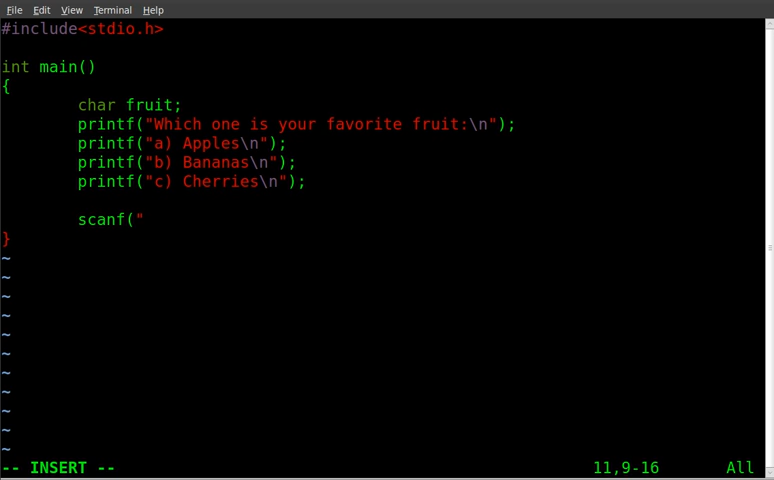 File Edit View Terminal Help
#include<stdio.h>
int main()
{
char fruit;
printf("Which one is your favorite fruit:\n");
printf("a) Apples\n");
printf("b) Bananas\n");
printf("c) Cherries\n");
scanf("
}
~
~
~
~
~
~
~
~
~
~
~
-- INSERT -- 11,9-16 All